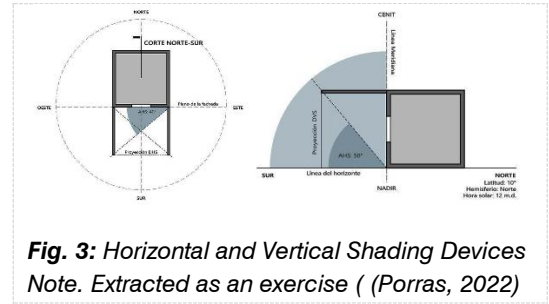 NORTE
CORTE NORTE-SUR
OESTE
Plano de la fachada
ESTE
SUR
CENIT
Línea Meridiana
Proyección DVS
AHS: 50°
SUR
Línea del horizonte
NADIR
NORTE
Latitud: 10°
Hemisferio: Norte
Hora solar: 12 m.d.
Fig. 3: Horizontal and Vertical Shading Devices
Note. Extracted as an exercise ( (Porras, 2022)